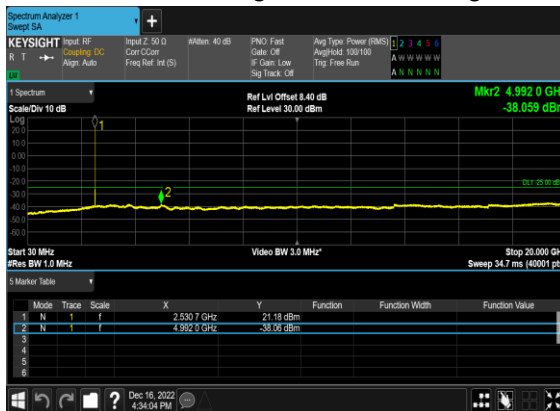 Spectrum Analyzer 1
Swept SA
KEYSIGHT Input: RF Input Z: 50 Ω #Atten: 40 dB PNO: Fast Avg Type: Power (RMS) 1 2 3 4 5 6
R T Coupling: DC Corr CCorr Gate: Off Avg|Hold: 100/100 A W W W W W
Align: Auto Freq Ref: Int (S) IF Gain: Low Trig: Free Run
LXI Sig Track: Off A N N N N N
1 Spectrum Ref Lvl Offset 8.40 dB Mkr2 4.992 0 GH
Scale/Div 10 dB Ref Level 30.00 dBm -38.059 dB
Log
20.0
10.0
0.00
-10.0
-20.0
-30.0
-40.0
-50.0
-60.0
1
2
DL1 -25.00 dB
Start 30 MHz Video BW 3.0 MHz* Stop 20.000 GH
#Res BW 1.0 MHz Sweep 34.7 ms (40001 pt
5 Marker Table
Mode Trace Scale X Y Function Function Width Function Value
1 N 1 f 2.530 7 GHz 21.18 dBm
2 N 1 f 4.992 0 GHz -38.06 dBm
3
4
5
6
? Dec 16, 2022
4:34:04 PM